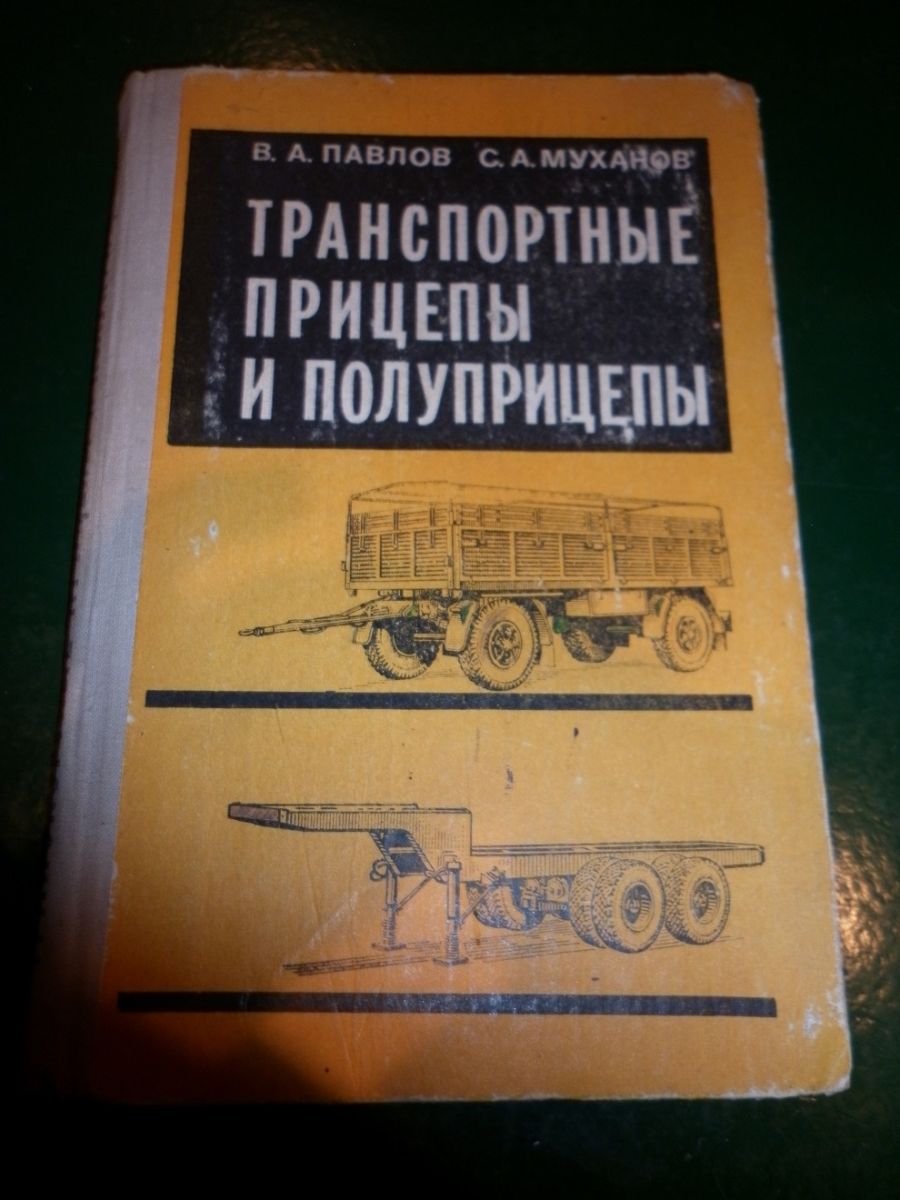 В. А. ПАВЛОВ С. А. МУХАНОВ
ТРАНСПОРТНЫЕ
ПРИЦЕПЫ
И ПОЛУПРИЦЕПЫ